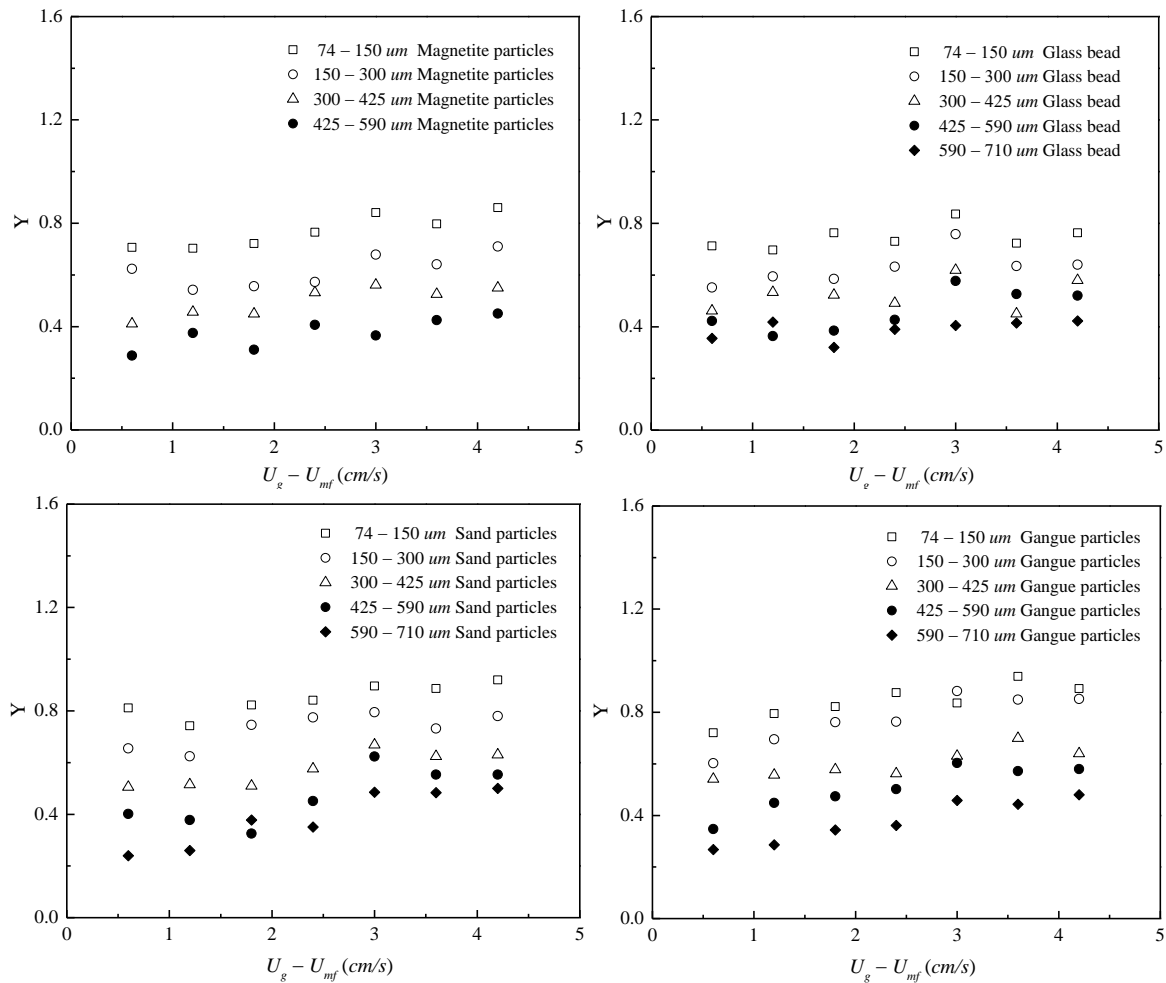 1.6
1.2
0.8
0.4
0.0
Y
74 – 150 um Magnetite particles
150 – 300 um Magnetite particles
300 – 425 um Magnetite particles
425 – 590 um Magnetite particles
0 1 2 3 4 5
U_g – U_mf (cm/s)
1.6
1.2
0.8
0.4
0.0
Y
74 – 150 um Glass bead
150 – 300 um Glass bead
300 – 425 um Glass bead
425 – 590 um Glass bead
590 – 710 um Glass bead
0 1 2 3 4 5
U_g – U_mf (cm/s)
1.6
1.2
0.8
0.4
0.0
Y
74 – 150 um Sand particles
150 – 300 um Sand particles
300 – 425 um Sand particles
425 – 590 um Sand particles
590 – 710 um Sand particles
0 1 2 3 4 5
U_g – U_mf (cm/s)
1.6
1.2
0.8
0.4
0.0
Y
74 – 150 um Gangue particles
150 – 300 um Gangue particles
300 – 425 um Gangue particles
425 – 590 um Gangue particles
590 – 710 um Gangue particles
0 1 2 3 4 5
U_g – U_mf (cm/s)